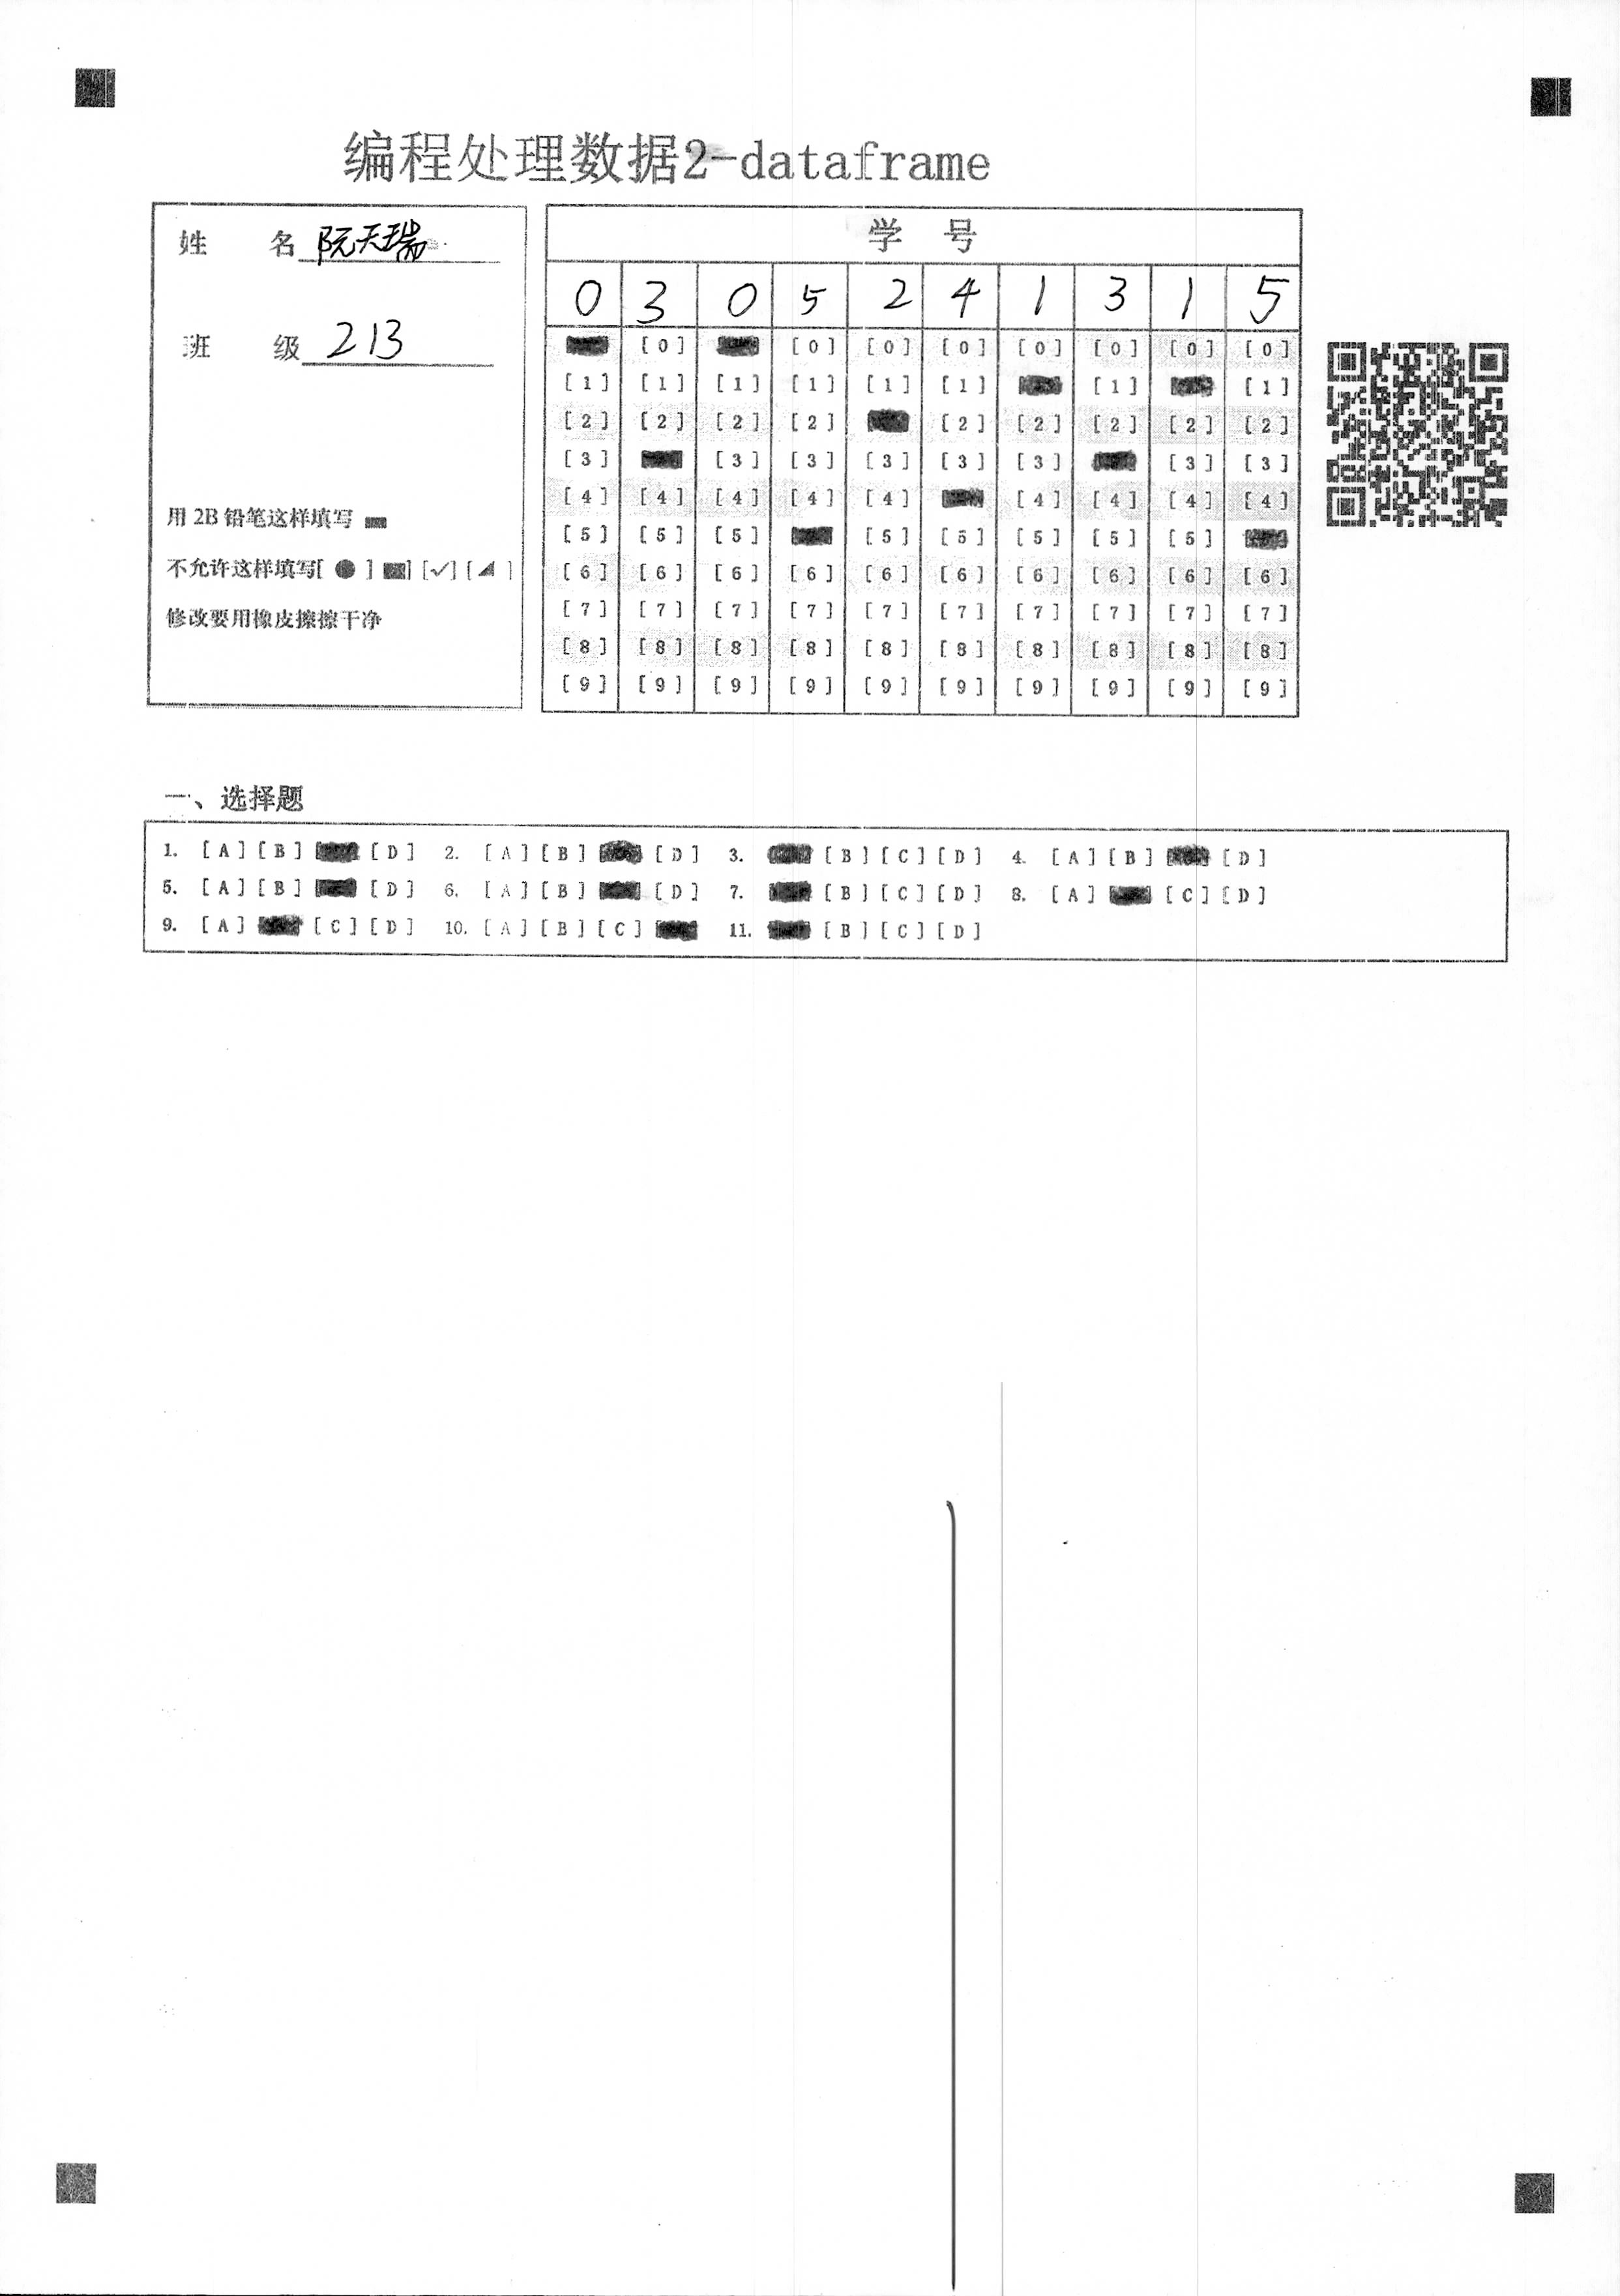 编程处理数据2-dataframe
姓 名 阮天瑞
班 级 213
用 2B 铅笔这样填写
不允许这样填写[ ● ] [✓] [ ]
修改要用橡皮擦擦干净
学 号
0 3 0 5 2 4 1 3 1 5
[0] [0] [0] [0] [0] [0] [0] [0]
[1] [1] [1] [1] [1] [1] [1] [1]
[2] [2] [2] [2] [2] [2] [2] [2] [2]
[3] [3] [3] [3] [3] [3] [3] [3]
[4] [4] [4] [4] [4] [4] [4] [4] [4]
[5] [5] [5] [5] [5] [5] [5] [5]
[6] [6] [6] [6] [6] [6] [6] [6] [6] [6]
[7] [7] [7] [7] [7] [7] [7] [7] [7] [7]
[8] [8] [8] [8] [8] [8] [8] [8] [8] [8]
[9] [9] [9] [9] [9] [9] [9] [9] [9] [9]
一、选择题
1. [A] [B] [D] 2. [A] [B] [D] 3. [B] [C] [D] 4. [A] [B] [D]
5. [A] [B] [D] 6. [A] [B] [D] 7. [B] [C] [D] 8. [A] [C] [D]
9. [A] [C] [D] 10. [A] [B] [C] 11. [B] [C] [D]